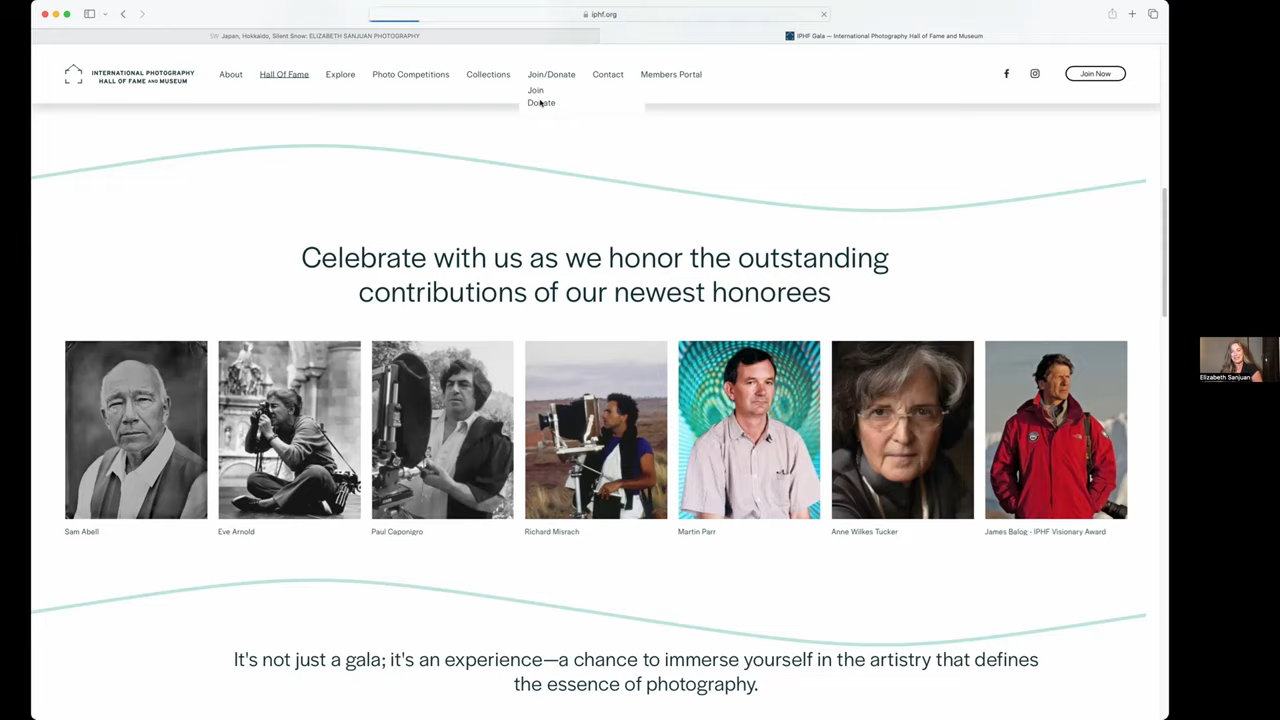 iphf.org
SW Japan, Hokkaido, Silent Snow: ELIZABETH SANJUAN PHOTOGRAPHY
IPHF Gala — International Photography Hall of Fame and Museum
INTERNATIONAL PHOTOGRAPHY
HALL OF FAME AND MUSEUM
About
Hall Of Fame
Explore
Photo Competitions
Collections
Join/Donate
Contact
Members Portal
Join Now
Join
Donate
Celebrate with us as we honor the outstanding
contributions of our newest honorees
Sam Abell
Eve Arnold
Paul Caponigro
Richard Misrach
Martin Parr
Anne Wilkes Tucker
James Balog - IPHF Visionary Award
Elizabeth Sanjuan
It's not just a gala; it's an experience—a chance to immerse yourself in the artistry that defines
the essence of photography.